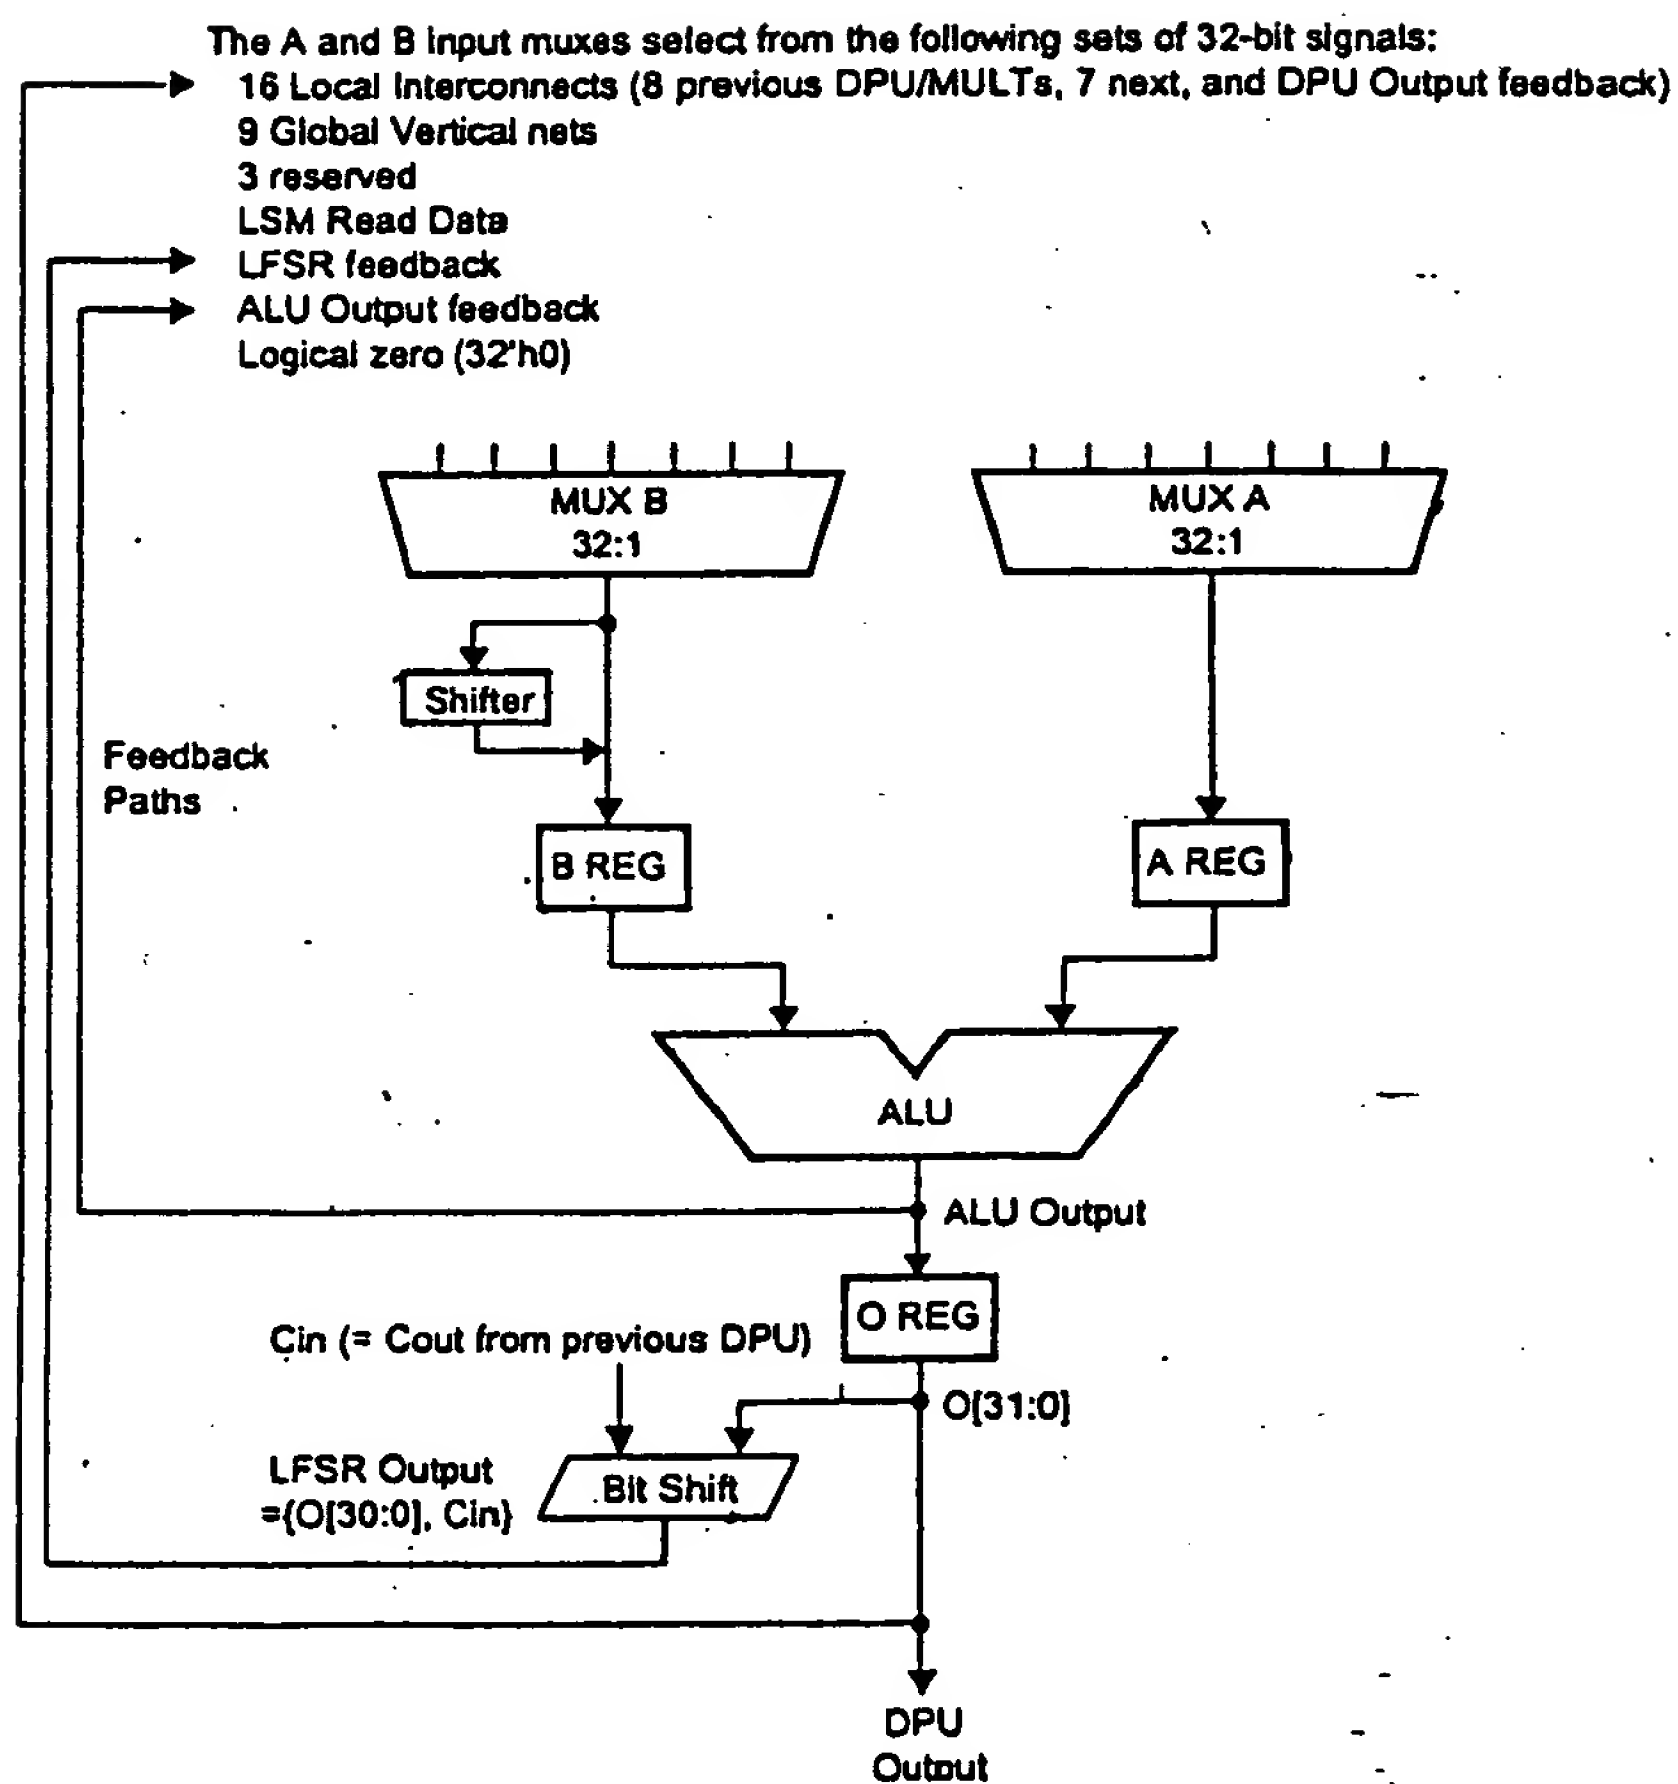 The A and B input muxes select from the following sets of 32-bit signals:
16 Local Interconnects (8 previous DPU/MULTs, 7 next, and DPU Output feedback)
9 Global Vertical nets
3 reserved
LSM Read Data
LFSR feedback
ALU Output feedback
Logical zero (32'h0)
MUX B
32:1
MUX A
32:1
Shifter
Feedback
Paths
B REG
A REG
ALU
ALU Output
O REG
Cin (= Cout from previous DPU)
O[31:0]
LFSR Output
={O[30:0], Cin}
Bit Shift
DPU
Output